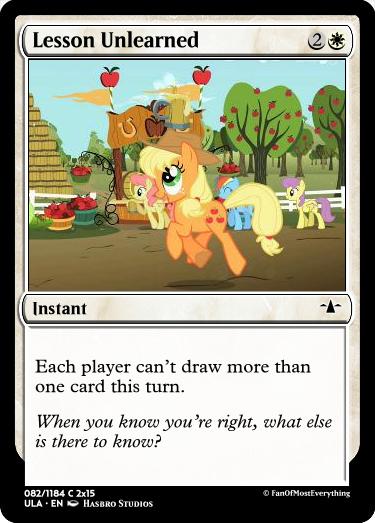 Lesson Unlearned 2
Instant
Each player can't draw more than
one card this turn.
When you know you're right, what else
is there to know?
082/1184 C 2x15
ULA • EN Hasbro Studios
© FanOfMostEverything